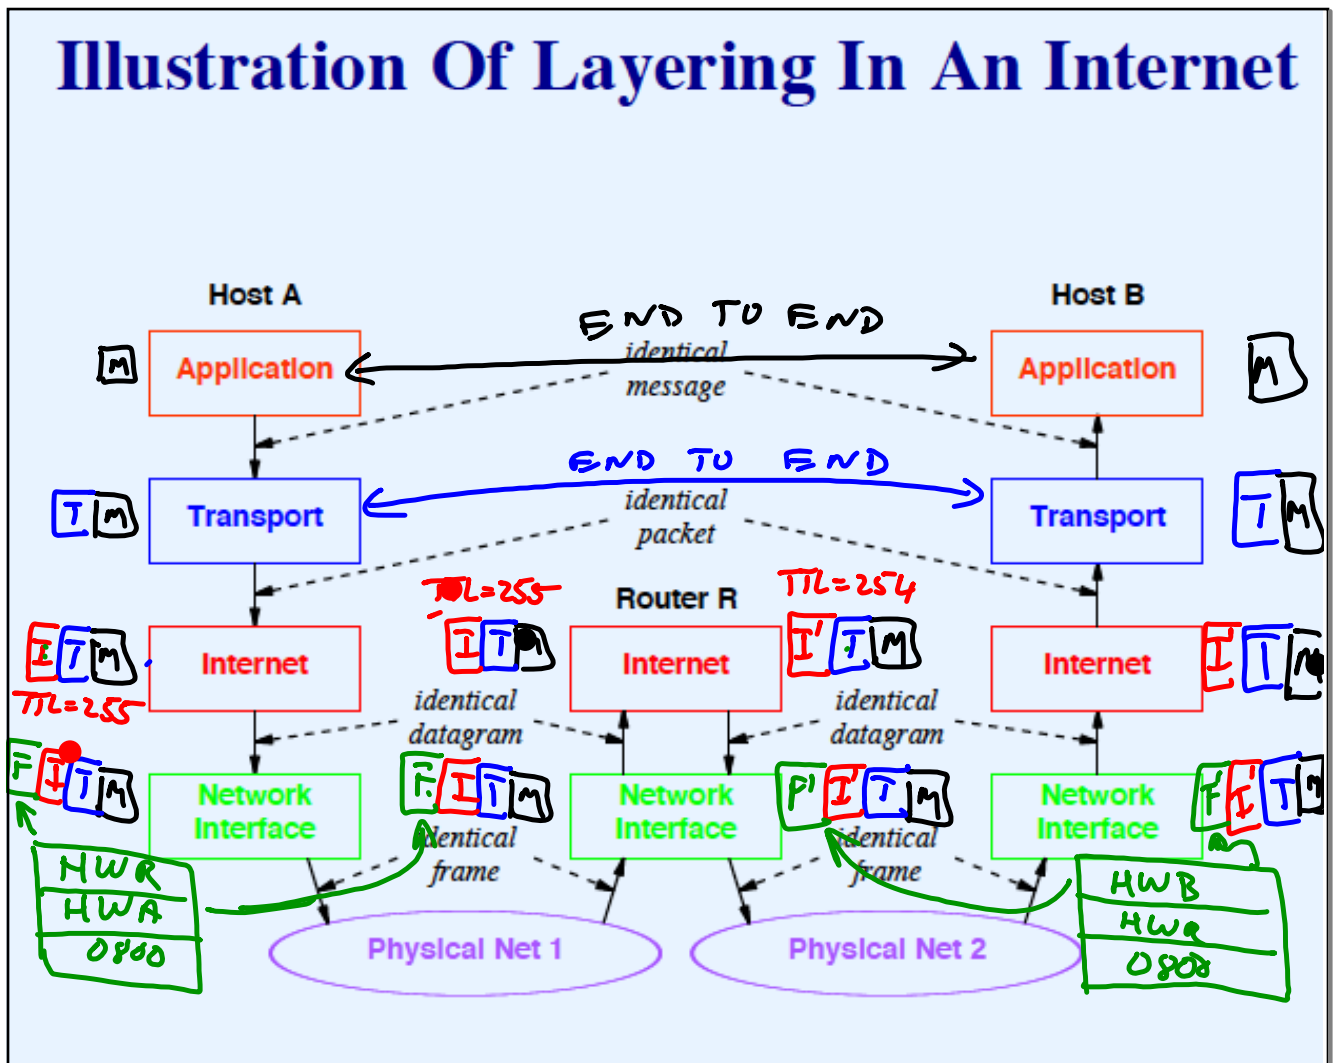 Illustration Of Layering In An Internet
Host A
Host B
END TO END
M
Application
identical
message
Application
M
END TO END
T M
Transport
identical
packet
Transport
T M
TTL=255
Router R
TTL=254
I T M
Internet
I T M
Internet
I' T M
Internet
I' T M
TTL=255
identical
datagram
identical
datagram
F I T M
Network
Interface
F I T M
Network
Interface
F' I' T M
Network
Interface
F' I' T M
identical
frame
identical
frame
HWR
HWA
0800
HWB
HWR
0800
Physical Net 1
Physical Net 2